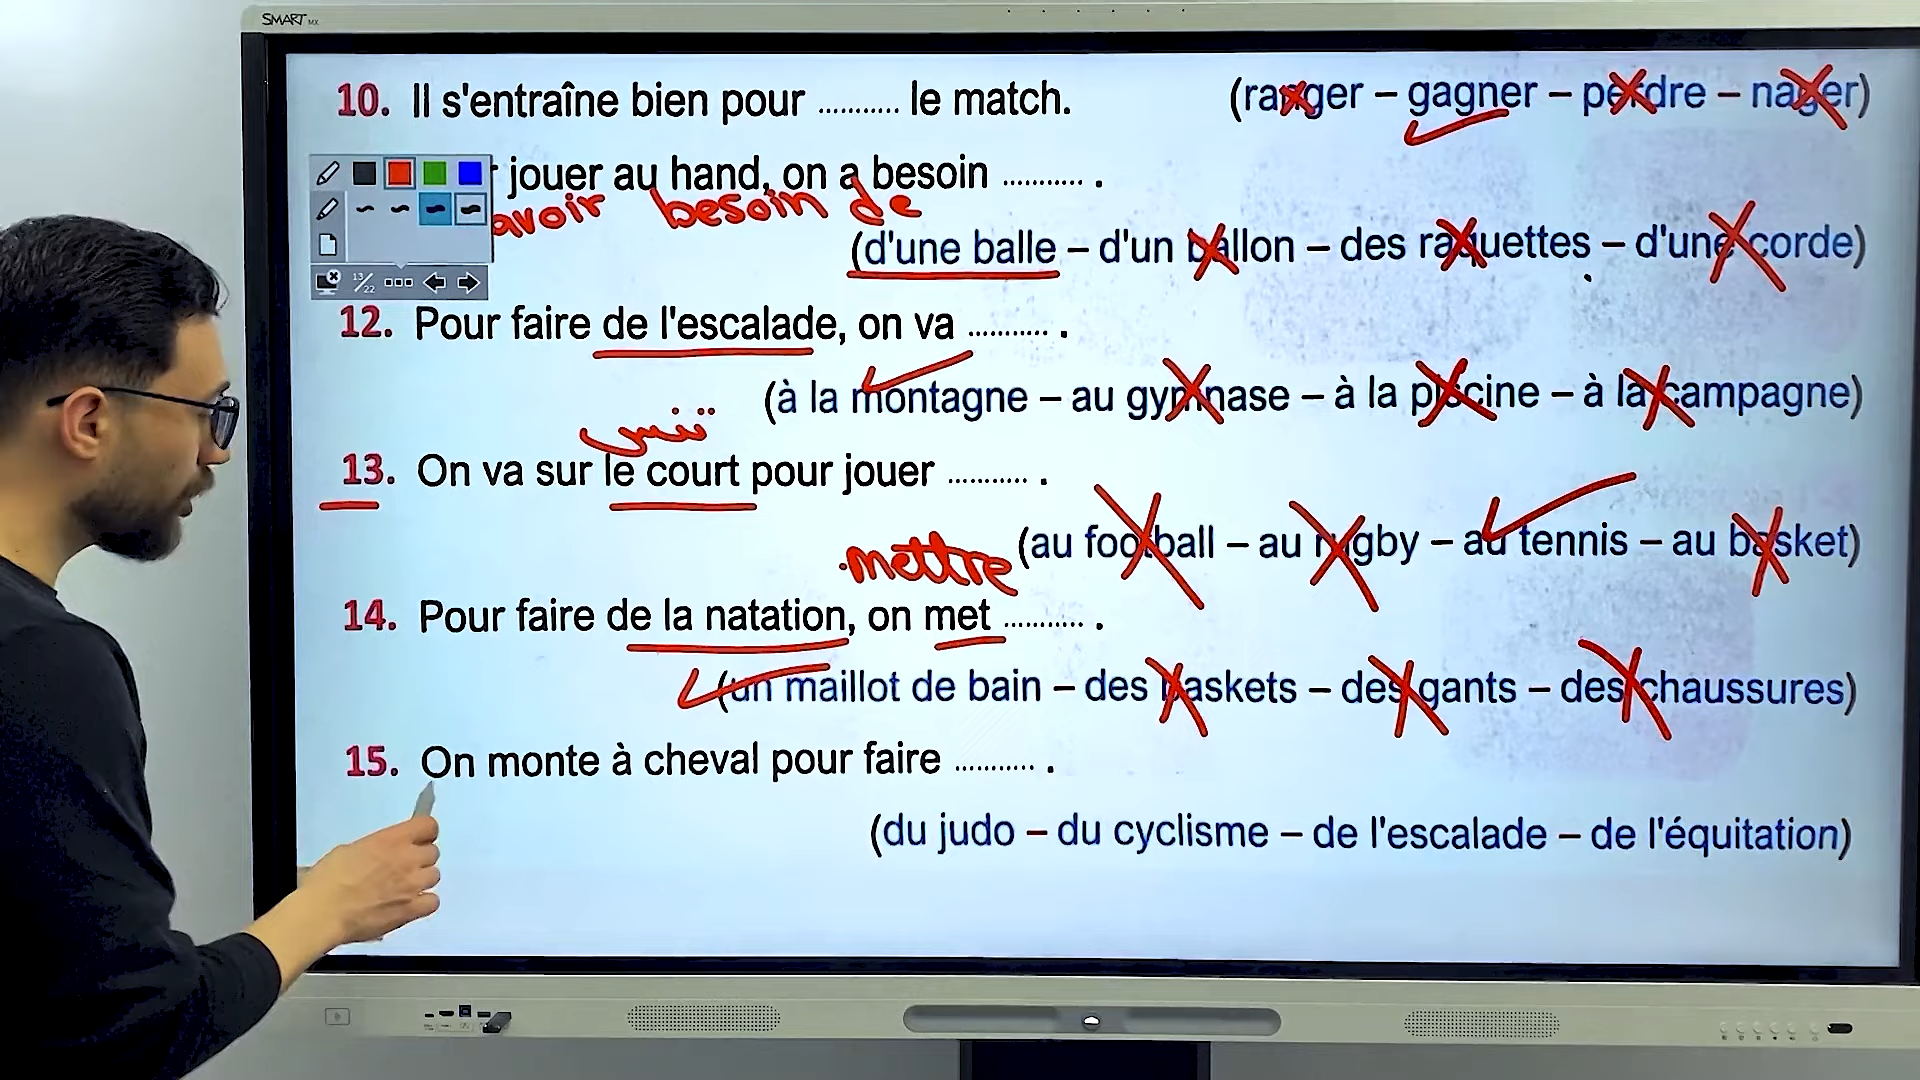 SMART MX
10. Il s'entraîne bien pour ........... le match. (ranger – gagner – perdre – nager)
jouer au hand, on a besoin ........... .
avoir besoin de
(d'une balle – d'un ballon – des raquettes – d'une corde)
13/22
12. Pour faire de l'escalade, on va ........... .
(à la montagne – au gymnase – à la piscine – à la campagne)
13. On va sur le court pour jouer ........... .
(au football – au rugby – au tennis – au basket)
mettre
14. Pour faire de la natation, on met ........... .
(un maillot de bain – des baskets – des gants – des chaussures)
15. On monte à cheval pour faire ........... .
(du judo – du cyclisme – de l'escalade – de l'équitation)